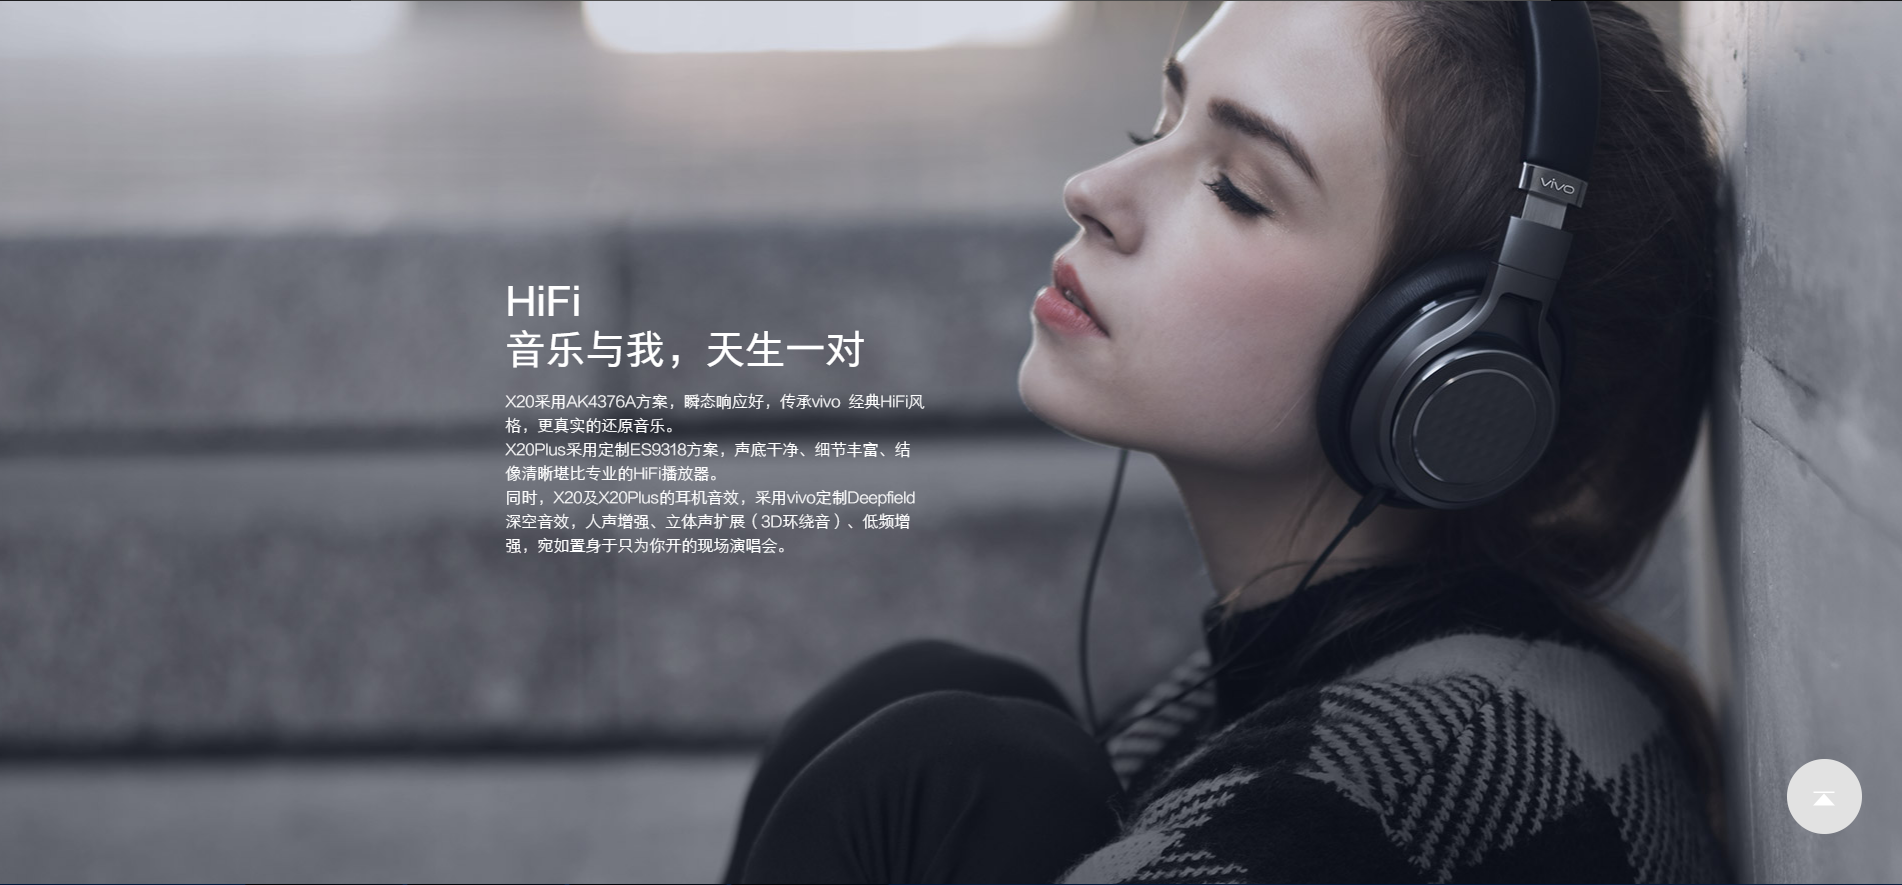 vivo
HiFi
音乐与我，天生一对
X20采用AK4376A方案，瞬态响应好，传承vivo 经典HiFi风
格，更真实的还原音乐。
X20Plus采用定制ES9318方案，声底干净、细节丰富、结
像清晰堪比专业的HiFi播放器。
同时，X20及X20Plus的耳机音效，采用vivo定制Deepfield
深空音效，人声增强、立体声扩展（3D环绕音）、低频增
强，宛如置身于只为你开的现场演唱会。